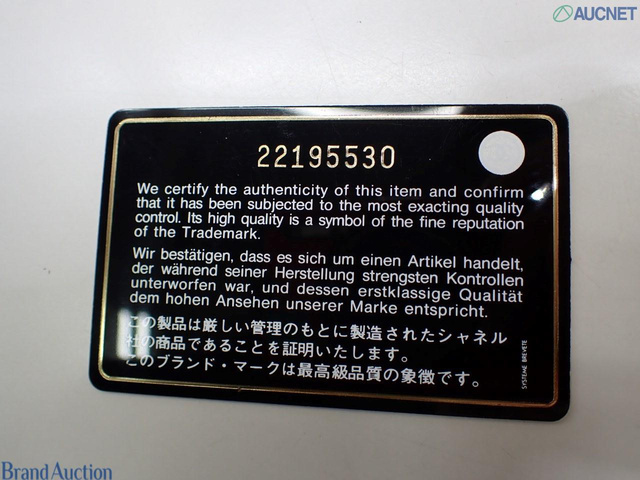 AUCNET
22195530
We certify the authenticity of this item and confirm
that it has been subjected to the most exacting quality
control. Its high quality is a symbol of the fine reputation
of the Trademark.
Wir bestätigen, dass es sich um einen Artikel handelt,
der während seiner Herstellung strengsten Kontrollen
unterworfen war, und dessen erstklassige Qualität
dem hohen Ansehen unserer Marke entspricht.
この製品は厳しい管理のもとに製造されたシャネル
社の商品であることを証明いたします。
このブランド・マークは最高級品質の象徴です。
SYSTEME BREVETE
Brand Auction